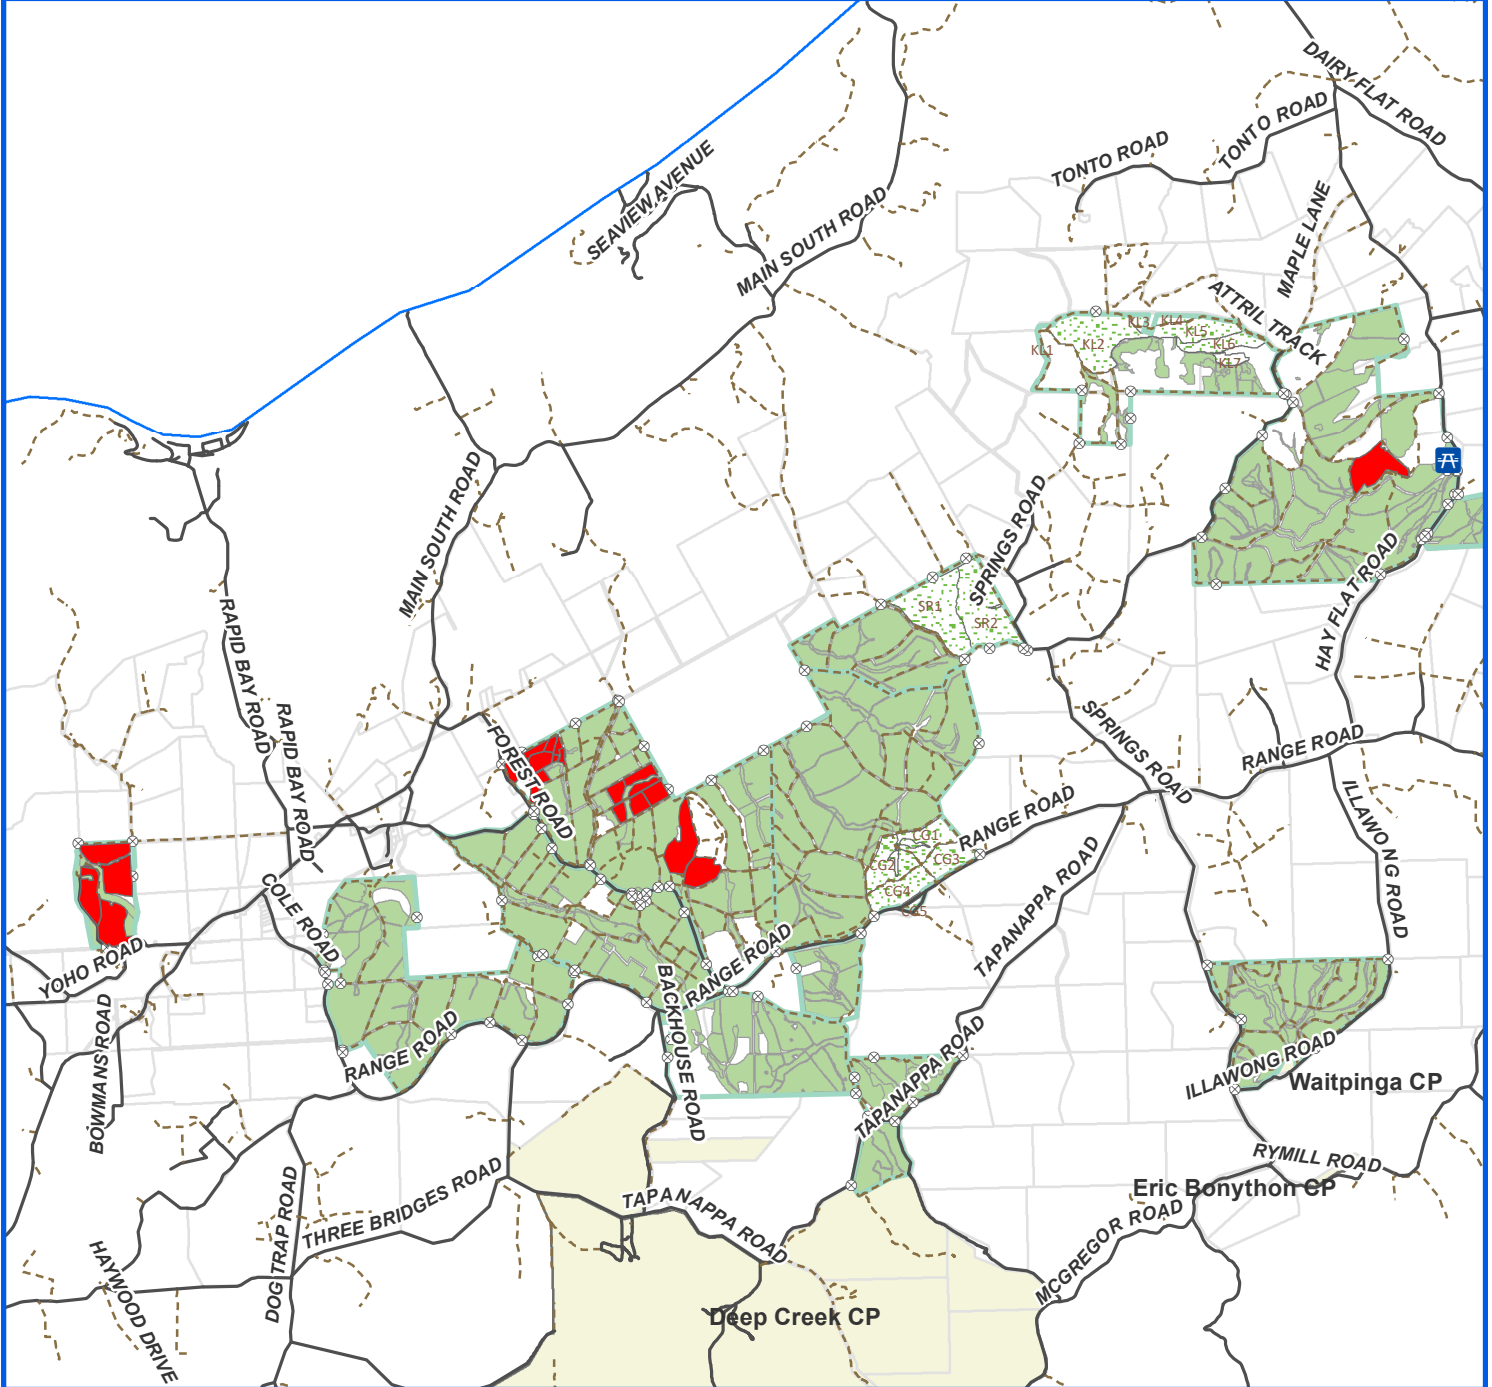 DAIRY FLAT ROAD
TONTO ROAD
TONTO ROAD
SEAVIEW AVENUE
MAIN SOUTH ROAD
MAPLE LANE
ATTRIL TRACK
KL3
KL4
KL5
KL1
KL2
KL6
KL7
MAIN SOUTH ROAD
SPRINGS ROAD
HAY FLAT ROAD
SR1
SR2
RAPID BAY ROAD
RAPID BAY ROAD
FOREST ROAD
SPRINGS ROAD
RANGE ROAD
RANGE ROAD
ILLAWONG ROAD
CG1
CG2
CG3
CG4
CG5
COLE ROAD
TAPANAPPA ROAD
YOHO ROAD
RANGE ROAD
BACKHOUSE ROAD
BOWMANS ROAD
RANGE ROAD
TAPANAPPA ROAD
ILLAWONG ROAD
Waitpinga CP
RYMILL ROAD
Eric Bonython CP
THREE BRIDGES ROAD
TAPANAPPA ROAD
DOG TRAP ROAD
MCGREGOR ROAD
HAYWOOD DRIVE
Deep Creek CP